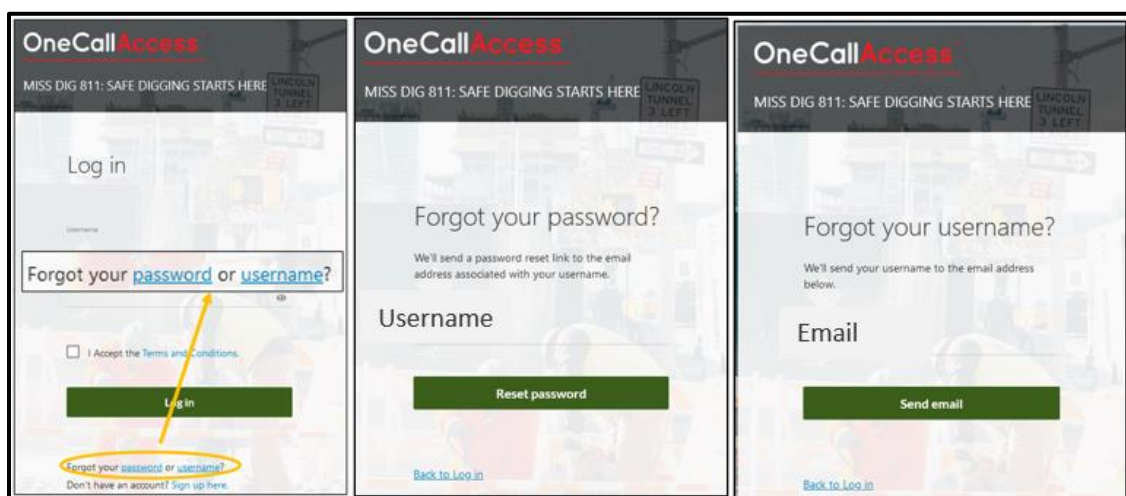 OneCallAccess
MISS DIG 811: SAFE DIGGING STARTS HERE
LINCOLN
TUNNEL
3 LEFT
Log in
Username
Forgot your password or username?
I Accept the Terms and Conditions.
Log in
Forgot your password or username?
Don't have an account? Sign up here.
OneCallAccess
MISS DIG 811: SAFE DIGGING STARTS HERE
LINCOLN
TUNNEL
3 LEFT
Forgot your password?
We'll send a password reset link to the email
address associated with your username.
Username
Reset password
Back to Log in
OneCallAccess
MISS DIG 811: SAFE DIGGING STARTS HERE
LINCOLN
TUNNEL
3 LEFT
Forgot your username?
We'll send your username to the email address
below.
Email
Send email
Back to Log in